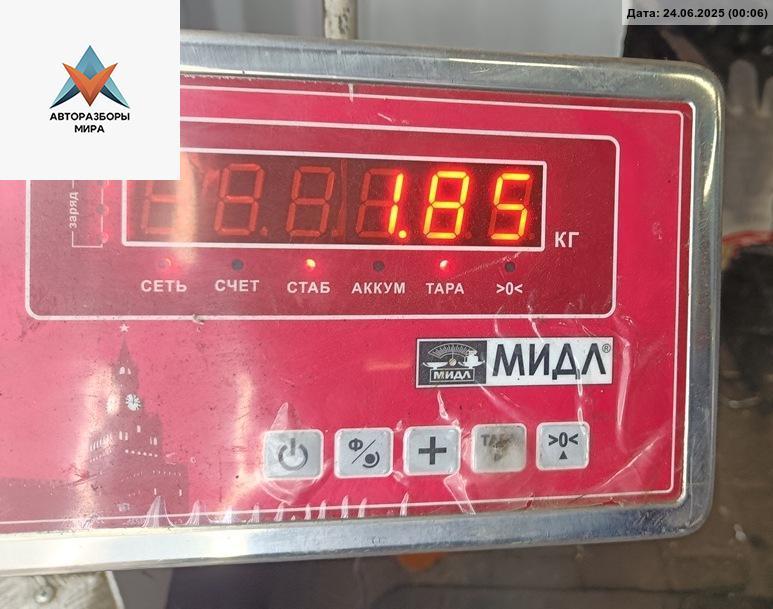 Дата: 24.06.2025 (00:06)
АВТОРАЗБОРЫ
МИРА
заряд
1.85
КГ
СЕТЬ СЧЕТ СТАБ АККУМ ТАРА >0<
МИДЛ МИДЛ®
Ф >0<